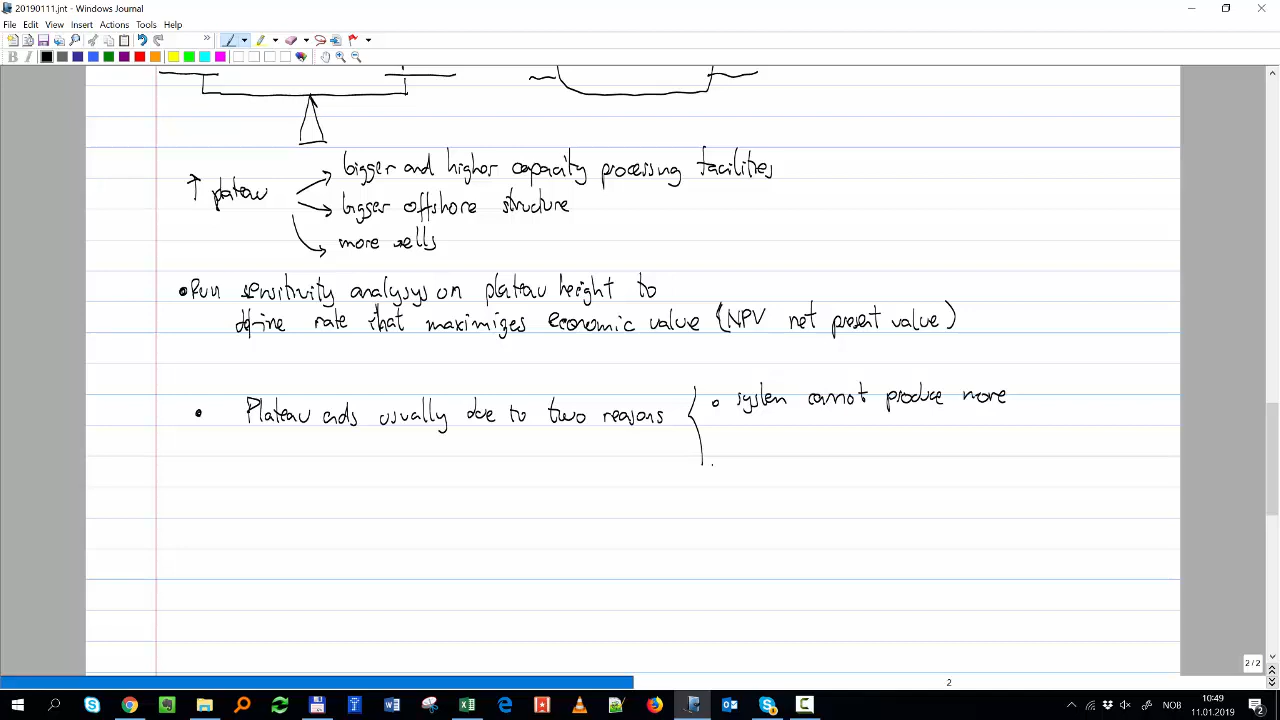 20190111.jnt - Windows Journal
File Edit View Insert Actions Tools Help
bigger and higher capacity processing facilities
↑ plateau
bigger offshore structure
more wells
•Run sensitivity analysys on plateau height to
define rate that maximizes economic value (NPV net present value)
• system cannot produce more
• Plateau ends usually due to two reasons
2/2
2
10:49
NOB
11.01.2019